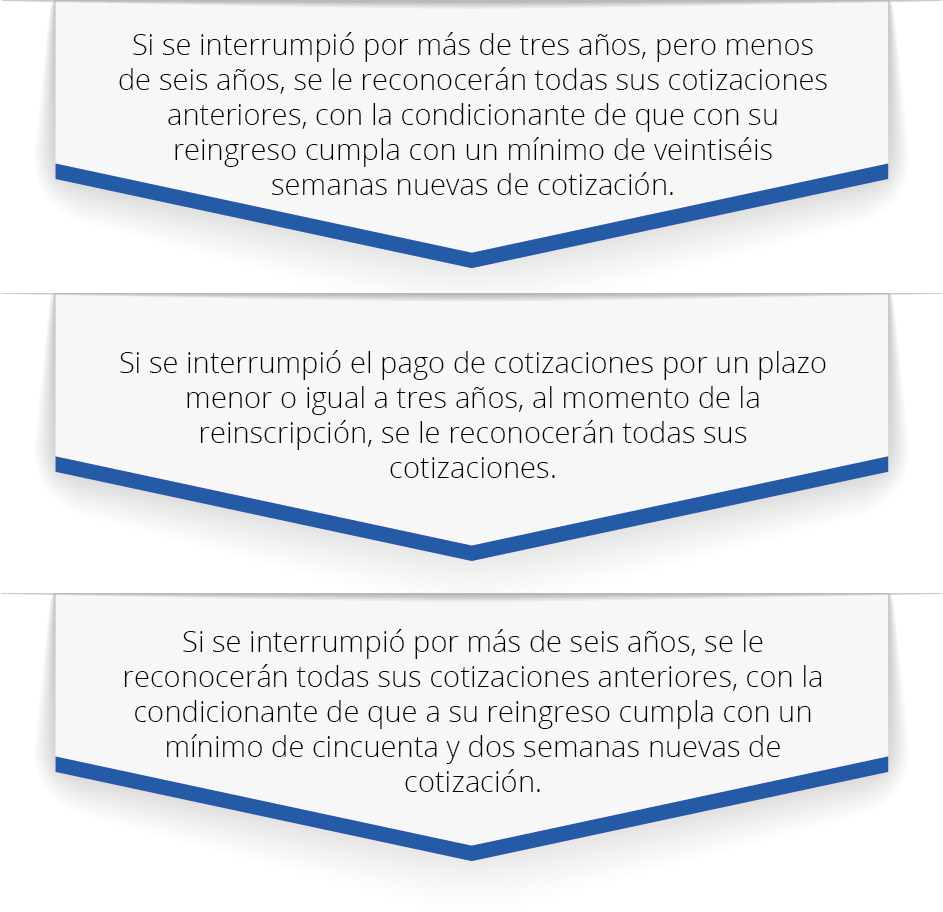 Si se interrumpió por más de tres años, pero menos
de seis años, se le reconocerán todas sus cotizaciones
anteriores, con la condicionante de que con su
reingreso cumpla con un mínimo de veintiséis
semanas nuevas de cotización.
Si se interrumpió el pago de cotizaciones por un plazo
menor o igual a tres años, al momento de la
reinscripción, se le reconocerán todas sus
cotizaciones.
Si se interrumpió por más de seis años, se le
reconocerán todas sus cotizaciones anteriores, con la
condicionante de que a su reingreso cumpla con un
mínimo de cincuenta y dos semanas nuevas de
cotización.